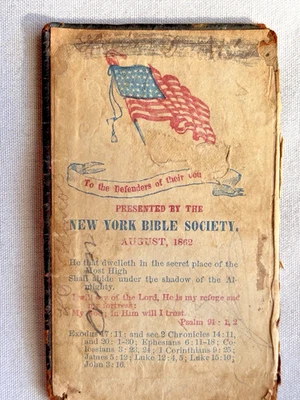 To the Defenders of their
PRESENTED BY THE
NEW YORK BIBLE SOCIETY,
AUGUST, 1862
He that dwelleth in the secret place of the
Most High
Shall abide under the shadow of the Al-
mighty.
I will say of the Lord, He is my refuge and
my fortress;
My God; in Him will I trust.
Psalm 91: 1, 2
Exodus 17: 11; and see 2 Chronicles 14: 11,
and 20: 1-30; Ephesians 6: 11-18; Co-
lossians 3: 23, 24; 1 Corinthians 9: 25;
James 5: 12; Luke 12: 4, 5; Luke 15: 10;
John 3: 16.